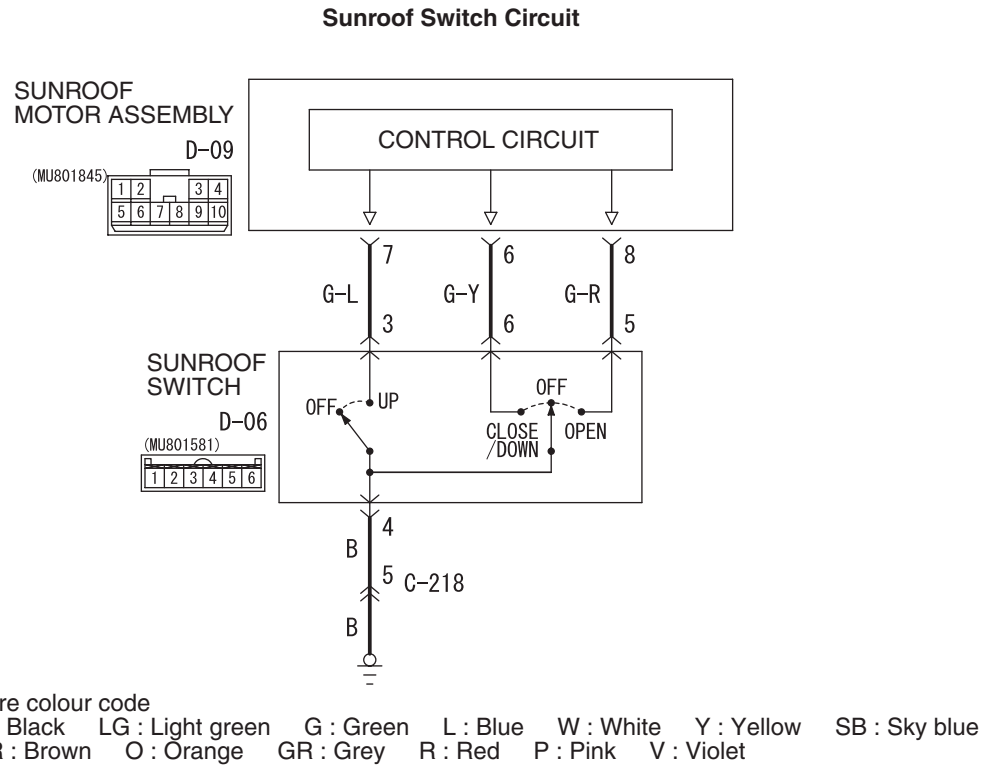 Sunroof Switch Circuit
SUNROOF
MOTOR ASSEMBLY
D-09
(MU801845)
1 2 3 4
5 6 7 8 9 10
CONTROL CIRCUIT
7 6 8
G-L G-Y G-R
3 6 5
SUNROOF
SWITCH
D-06
(MU801581)
1 2 3 4 5 6
OFF UP
OFF
CLOSE
/DOWN
OPEN
4
B
5 C-218
B
re colour code
Black LG : Light green G : Green L : Blue W : White Y : Yellow SB : Sky blue
: Brown O : Orange GR : Grey R : Red P : Pink V : Violet